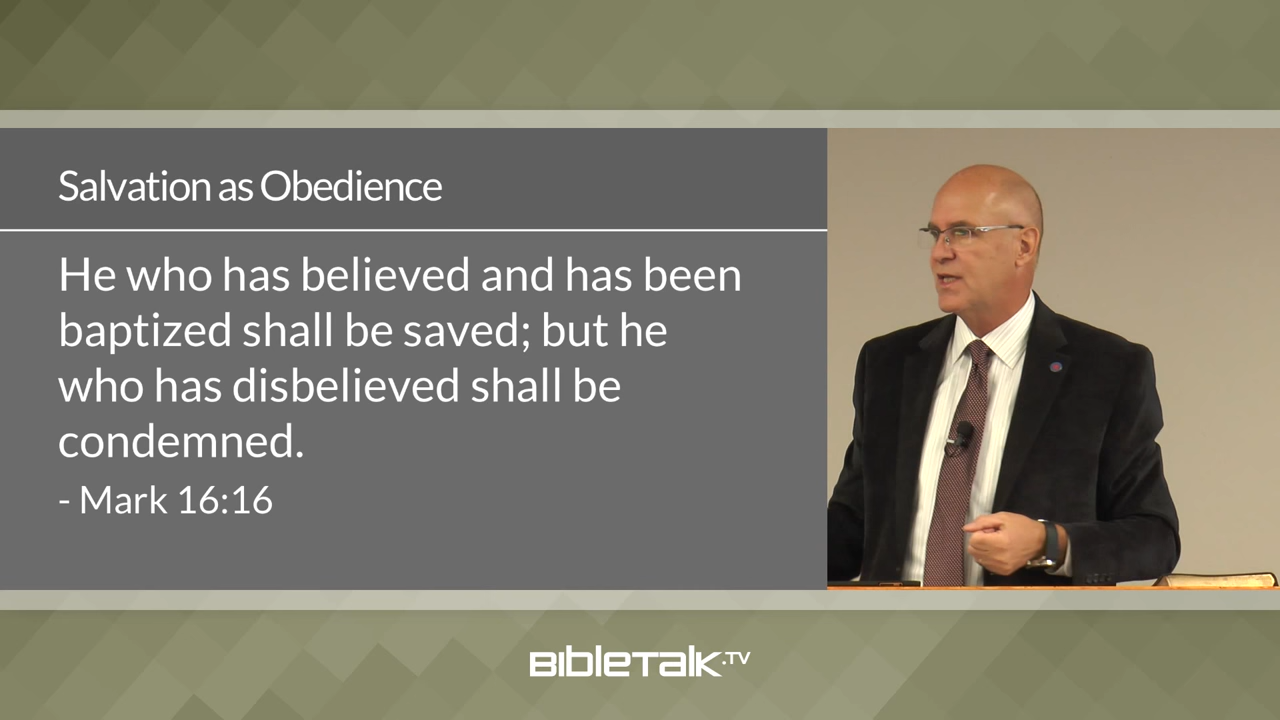 Salvation as Obedience
He who has believed and has been
baptized shall be saved; but he
who has disbelieved shall be
condemned.
- Mark 16:16
BIBLETALK.TV